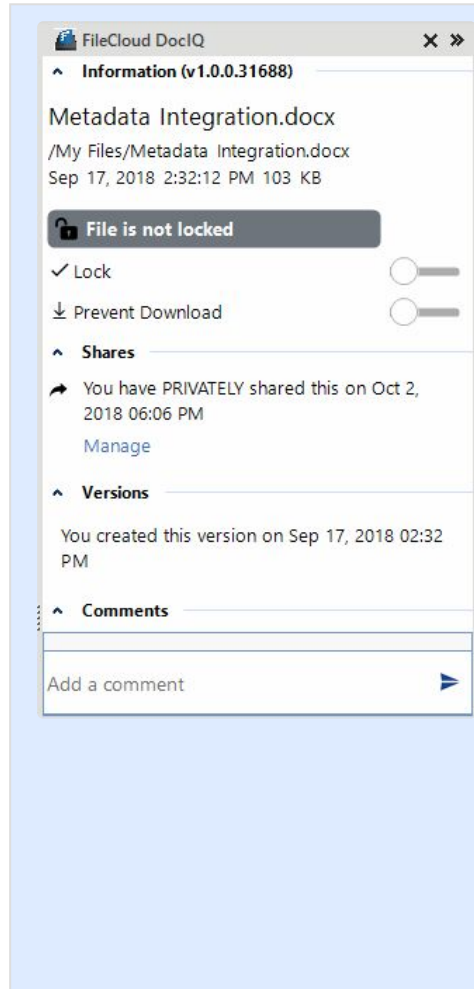 FileCloud DocIQ
Information (v1.0.0.31688)
Metadata Integration.docx
/My Files/Metadata Integration.docx
Sep 17, 2018 2:32:12 PM 103 KB
File is not locked
Lock
Prevent Download
Shares
You have PRIVATELY shared this on Oct 2,
2018 06:06 PM
Manage
Versions
You created this version on Sep 17, 2018 02:32
PM
Comments
Add a comment